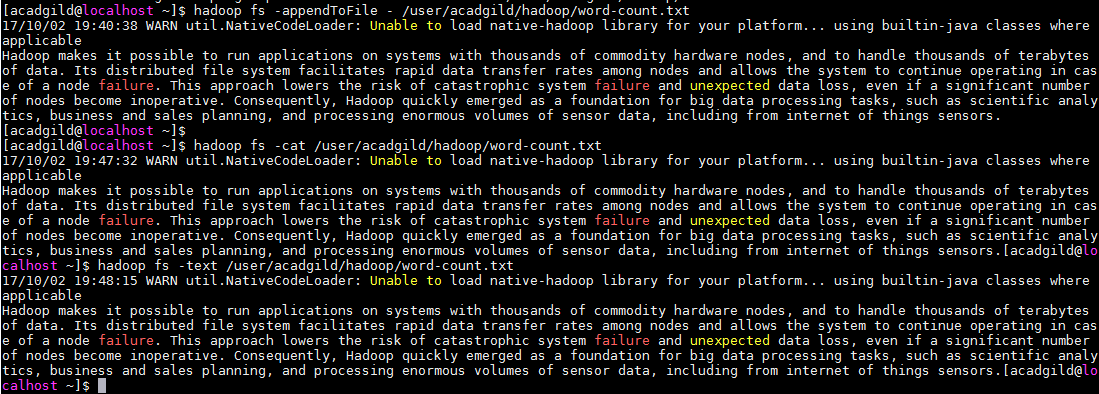 [acadgild@localhost ~]$ hadoop fs -appendToFile - /user/acadgild/hadoop/word-count.txt
17/10/02 19:40:38 WARN util.NativeCodeLoader: Unable to load native-hadoop library for your platform... using builtin-java classes where
applicable
Hadoop makes it possible to run applications on systems with thousands of commodity hardware nodes, and to handle thousands of terabytes
of data. Its distributed file system facilitates rapid data transfer rates among nodes and allows the system to continue operating in cas
e of a node failure. This approach lowers the risk of catastrophic system failure and unexpected data loss, even if a significant number
of nodes become inoperative. Consequently, Hadoop quickly emerged as a foundation for big data processing tasks, such as scientific analy
tics, business and sales planning, and processing enormous volumes of sensor data, including from internet of things sensors.
[acadgild@localhost ~]$
[acadgild@localhost ~]$ hadoop fs -cat /user/acadgild/hadoop/word-count.txt
17/10/02 19:47:32 WARN util.NativeCodeLoader: Unable to load native-hadoop library for your platform... using builtin-java classes where
applicable
Hadoop makes it possible to run applications on systems with thousands of commodity hardware nodes, and to handle thousands of terabytes
of data. Its distributed file system facilitates rapid data transfer rates among nodes and allows the system to continue operating in cas
e of a node failure. This approach lowers the risk of catastrophic system failure and unexpected data loss, even if a significant number
of nodes become inoperative. Consequently, Hadoop quickly emerged as a foundation for big data processing tasks, such as scientific analy
tics, business and sales planning, and processing enormous volumes of sensor data, including from internet of things sensors.[acadgild@lo
calhost ~]$ hadoop fs -text /user/acadgild/hadoop/word-count.txt
17/10/02 19:48:15 WARN util.NativeCodeLoader: Unable to load native-hadoop library for your platform... using builtin-java classes where
applicable
Hadoop makes it possible to run applications on systems with thousands of commodity hardware nodes, and to handle thousands of terabytes
of data. Its distributed file system facilitates rapid data transfer rates among nodes and allows the system to continue operating in cas
e of a node failure. This approach lowers the risk of catastrophic system failure and unexpected data loss, even if a significant number
of nodes become inoperative. Consequently, Hadoop quickly emerged as a foundation for big data processing tasks, such as scientific analy
tics, business and sales planning, and processing enormous volumes of sensor data, including from internet of things sensors.[acadgild@lo
calhost ~]$